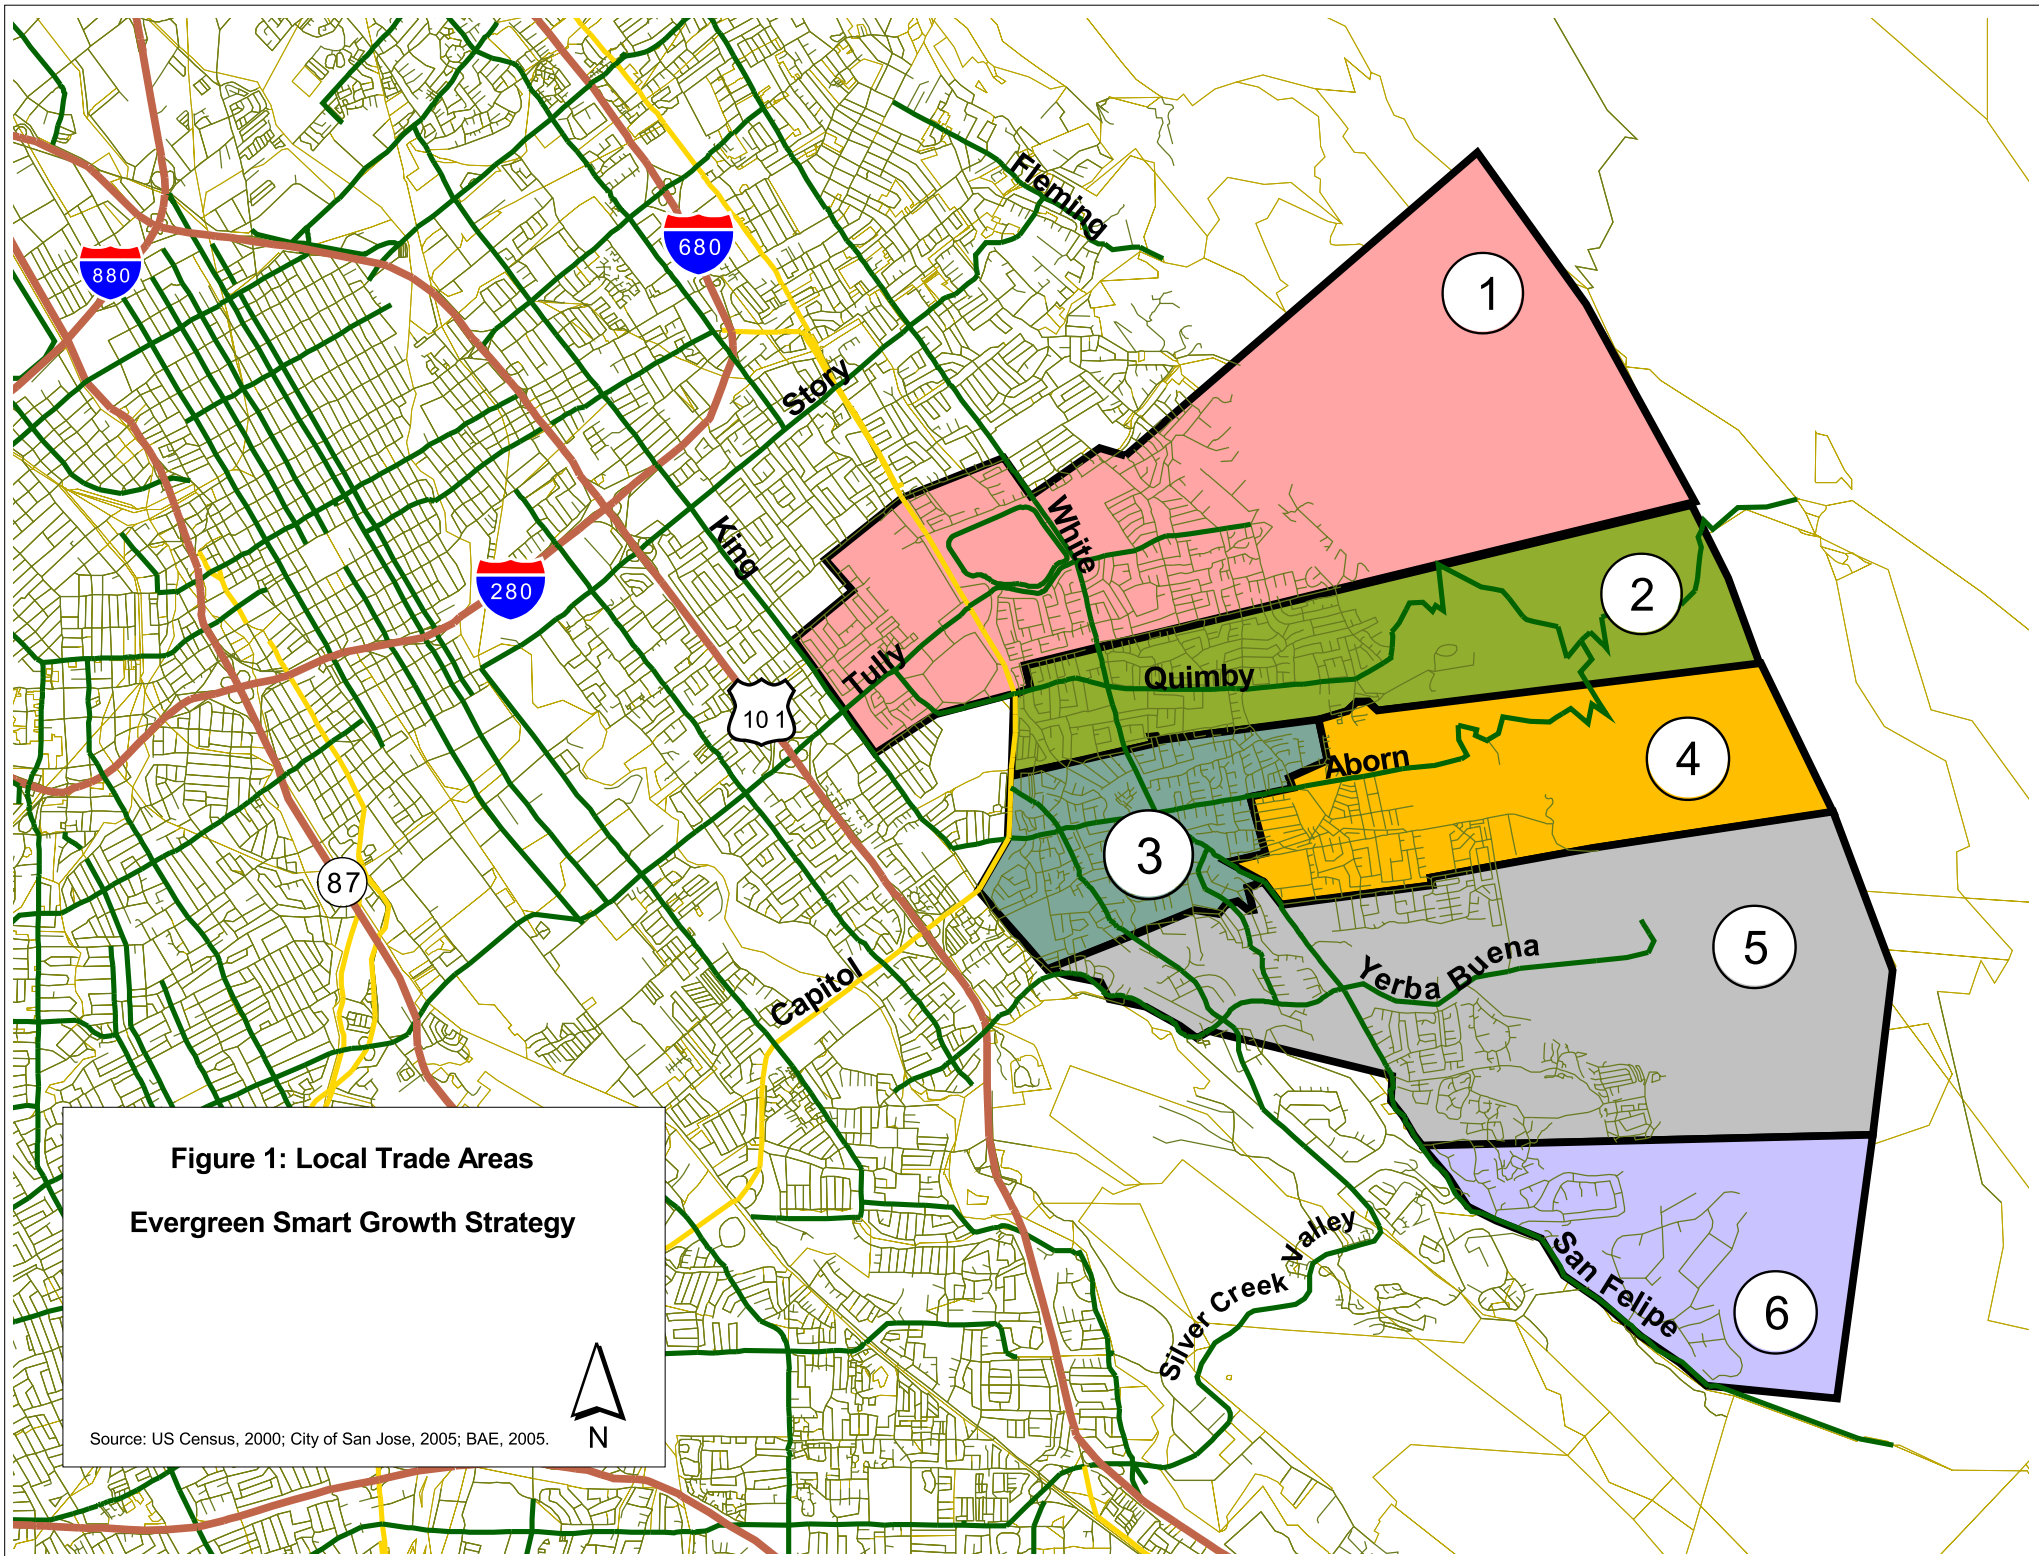 Fleming
680
880
1
Story
White
King
280
2
Tully
Quimby
10 1
Aborn
4
3
87
Yerba Buena
5
Capitol
Figure 1: Local Trade Areas
Evergreen Smart Growth Strategy
Silver Creek Valley
San Felipe
6
N
Source: US Census, 2000; City of San Jose, 2005; BAE, 2005.